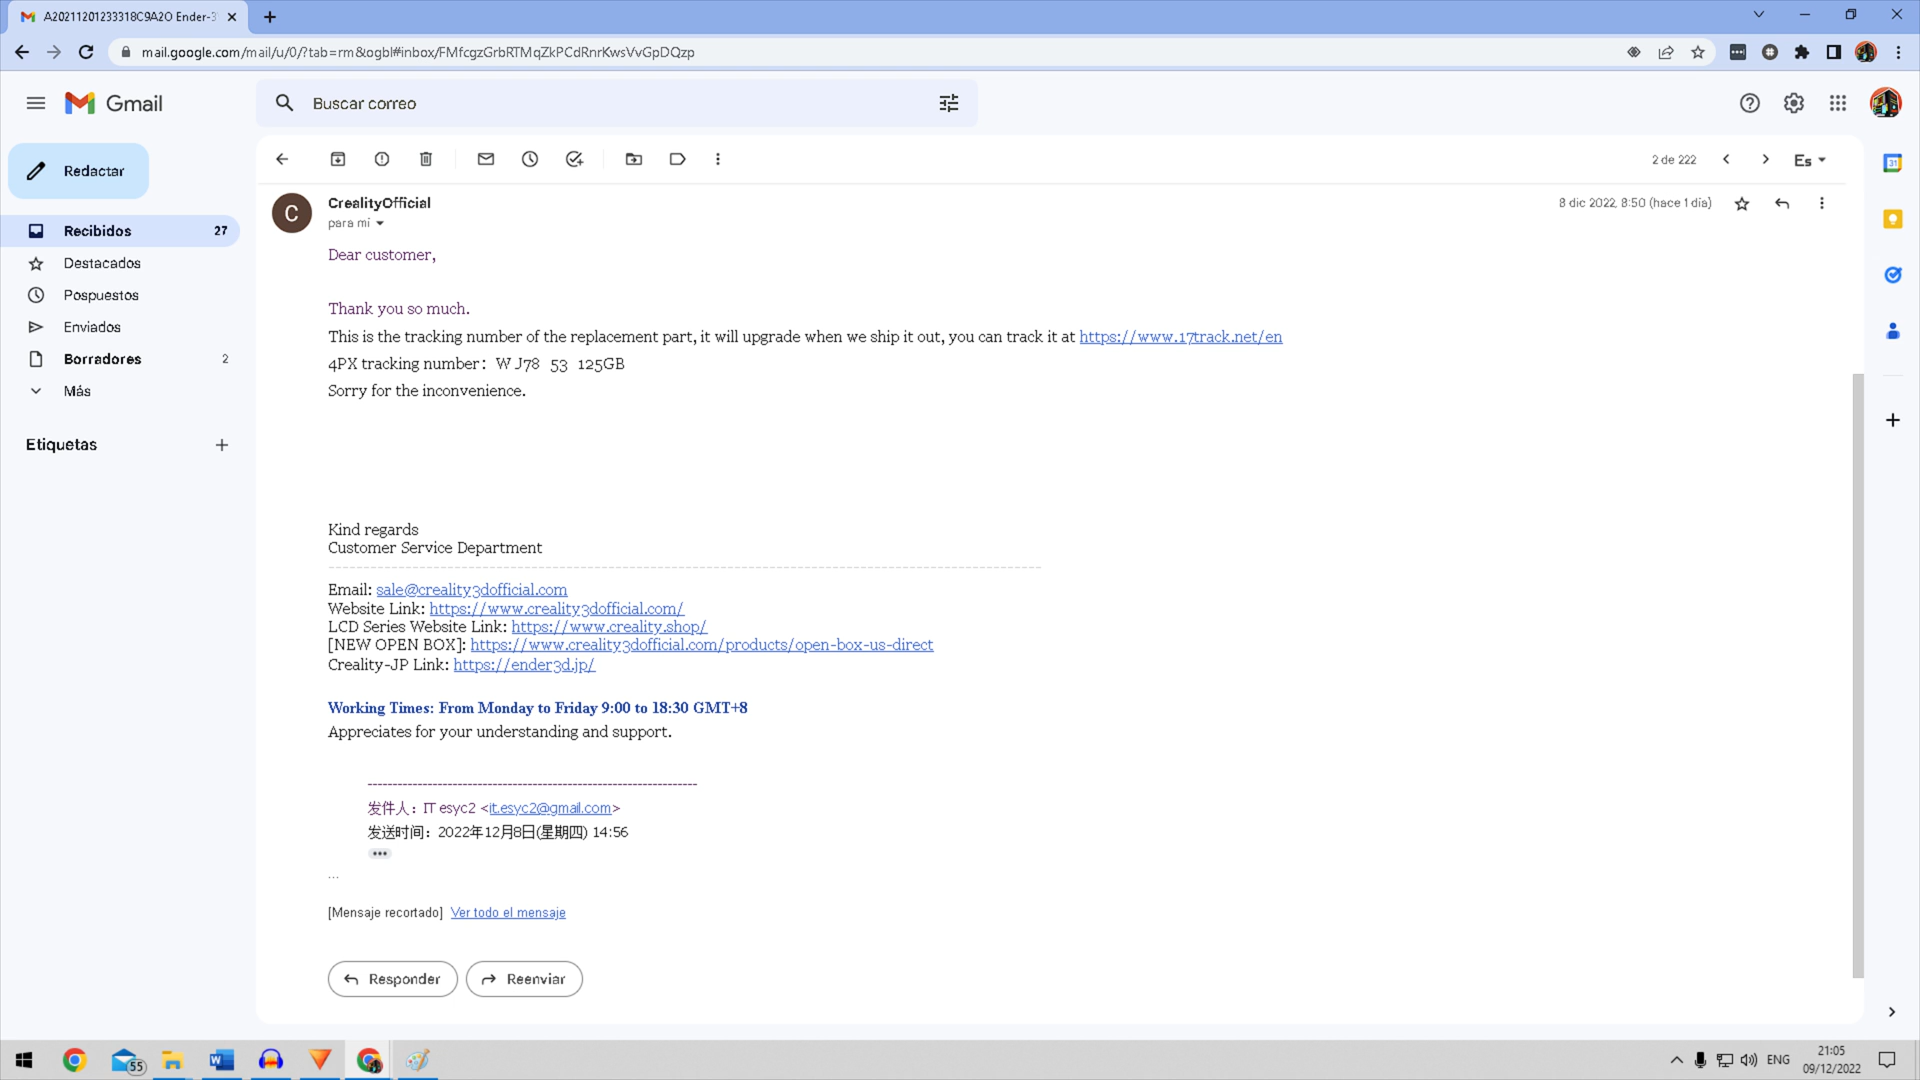 A20211201233318C9A2O Ender-3
mail.google.com/mail/u/0/?tab=rm&ogbl#inbox/FMfcgzGrbRTMqZkPCdRnrKwsVvGpDQzp
Gmail
Buscar correo
Redactar
2 de 222
Es
Recibidos 27
Destacados
Pospuestos
Enviados
Borradores 2
Más
Etiquetas
C
CrealityOfficial
8 dic 2022, 8:50 (hace 1 día)
para mí
Dear customer,
Thank you so much.
This is the tracking number of the replacement part, it will upgrade when we ship it out, you can track it at https://www.17track.net/en
4PX tracking number：W J78 53 125GB
Sorry for the inconvenience.
Kind regards
Customer Service Department
Email: sale@creality3dofficial.com
Website Link: https://www.creality3dofficial.com/
LCD Series Website Link: https://www.creality.shop/
[NEW OPEN BOX]: https://www.creality3dofficial.com/products/open-box-us-direct
Creality-JP Link: https://ender3d.jp/
Working Times: From Monday to Friday 9:00 to 18:30 GMT+8
Appreciates for your understanding and support.
------------------------------------------------------------------
发件人：IT esyc2 <it.esyc2@gmail.com>
发送时间：2022年12月8日(星期四) 14:56
...
[Mensaje recortado] Ver todo el mensaje
Responder
Reenviar
31
55
ENG
21:05
09/12/2022